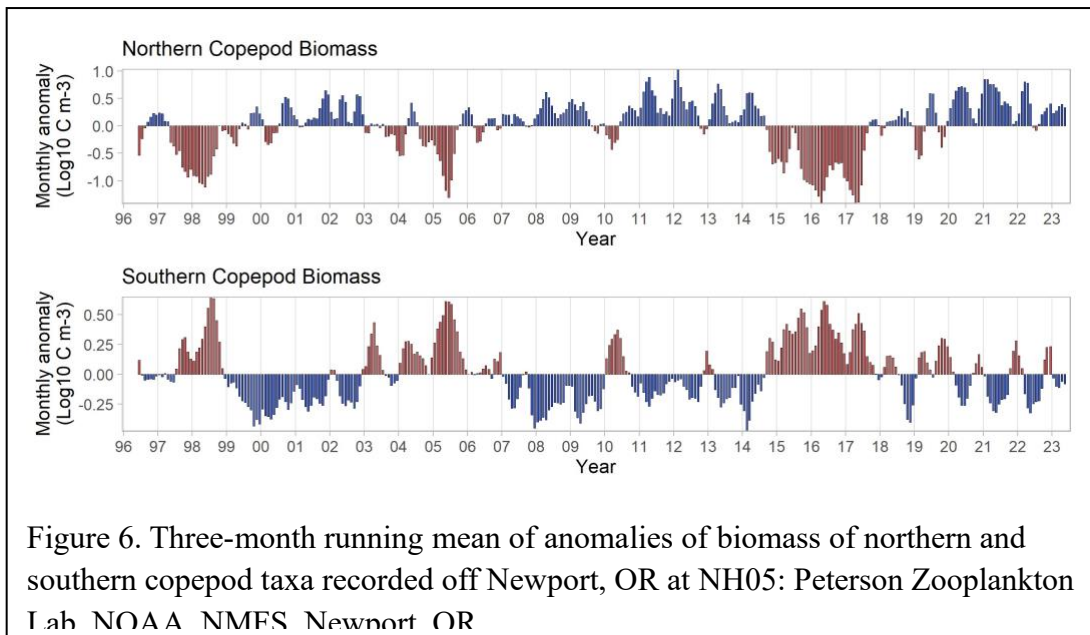 Northern Copepod Biomass
Monthly anomaly
(Log10 C m-3)
1.0
0.5
0.0
-0.5
-1.0
96 97 98 99 00 01 02 03 04 05 06 07 08 09 10 11 12 13 14 15 16 17 18 19 20 21 22 23
Year
Southern Copepod Biomass
Monthly anomaly
(Log10 C m-3)
0.50
0.25
0.00
-0.25
96 97 98 99 00 01 02 03 04 05 06 07 08 09 10 11 12 13 14 15 16 17 18 19 20 21 22 23
Year
Figure 6. Three-month running mean of anomalies of biomass of northern and
southern copepod taxa recorded off Newport, OR at NH05: Peterson Zooplankton
Lab, NOAA, NMFS, Newport, OR